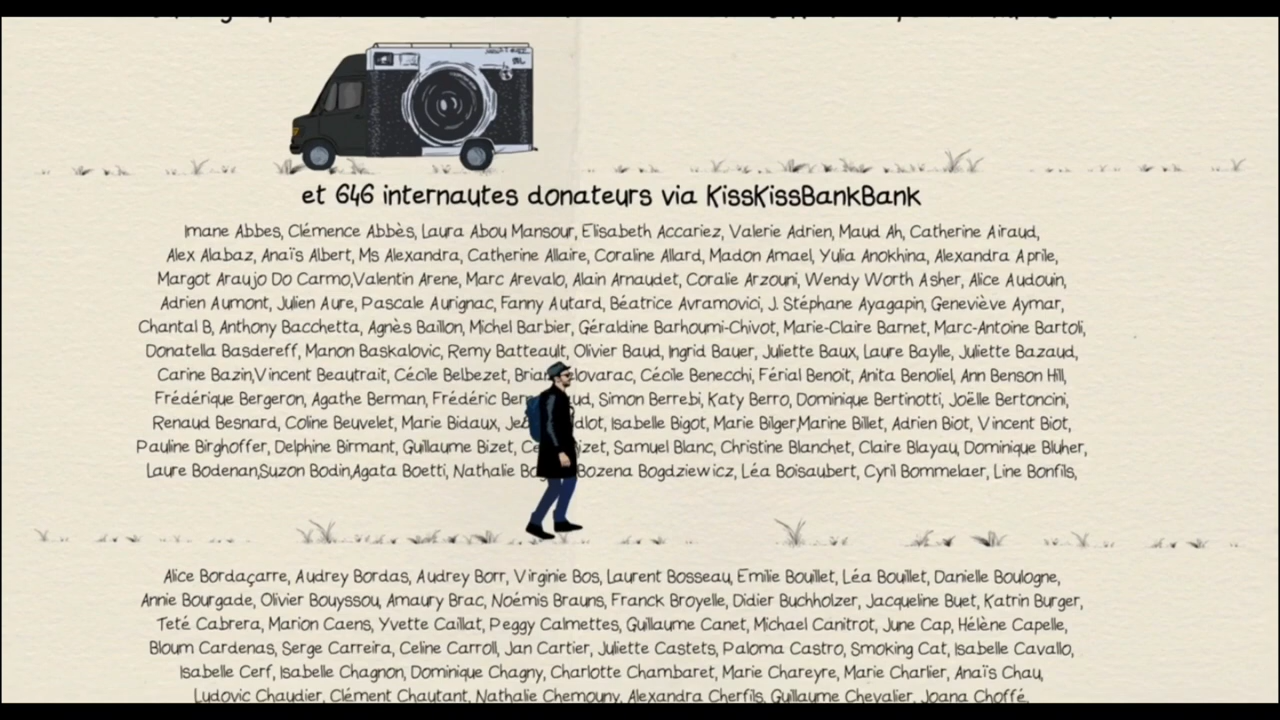 et 646 internautes donateurs via KissKissBankBank
Imane Abbes, Clémence Abbès, Laura Abou Mansour, Elisabeth Accariez, Valerie Adrien, Maud Ah, Catherine Airaud,
Alex Alabaz, Anaïs Albert, Ms Alexandra, Catherine Allaire, Coraline Allard, Madon Amael, Yulia Anokhina, Alexandra Aprile,
Margot Araujo Do Carmo,Valentin Arene, Marc Arevalo, Alain Arnaudet, Coralie Arzouni, Wendy Worth Asher, Alice Audouin,
Adrien Aumont, Julien Aure, Pascale Aurignac, Fanny Autard, Béatrice Avramovici, J. Stéphane Ayagapin, Geneviève Aymar,
Chantal B, Anthony Bacchetta, Agnès Baillon, Michel Barbier, Géraldine Barhoumi-Chivot, Marie-Claire Barnet, Marc-Antoine Bartoli,
Donatella Basdereff, Manon Baskalovic, Remy Batteault, Olivier Baud, Ingrid Bauer, Juliette Baux, Laure Baylle, Juliette Bazaud,
Carine Bazin,Vincent Beautrait, Cécile Belbezet, Cécile Benecchi, Férial Benoit, Anita Benoliel, Ann Benson Hill,
Frédérique Bergeron, Agathe Berman, Frédéric Simon Berrebi, Katy Berro, Dominique Bertinotti, Joëlle Bertoncini,
Renaud Besnard, Coline Beuvelet, Marie Bidaux, Isabelle Bigot, Marie Bilger,Marine Billet, Adrien Biot, Vincent Biot,
Pauline Birghoffer, Delphine Birmant, Guillaume Bizet, Samuel Blanc, Christine Blanchet, Claire Blayau, Dominique Bluher,
Laure Bodenan,Suzon Bodin,Agata Boetti, Nathalie Bozena Bogdziewicz, Léa Boisaubert, Cyril Bommelaer, Line Bonfils,
Alice Bordaçarre, Audrey Bordas, Audrey Borr, Virginie Bos, Laurent Bosseau, Emilie Bouillet, Léa Bouillet, Danielle Boulogne,
Annie Bourgade, Olivier Bouyssou, Amaury Brac, Noémis Brauns, Franck Broyelle, Didier Buchholzer, Jacqueline Buet, Katrin Burger,
Teté Cabrera, Marion Caens, Yvette Caillat, Peggy Calmettes, Guillaume Canet, Michael Canitrot, June Cap, Hélène Capelle,
Bloum Cardenas, Serge Carreira, Celine Carroll, Jan Cartier, Juliette Castets, Paloma Castro, Smoking Cat, Isabelle Cavallo,
Isabelle Cerf, Isabelle Chagnon, Dominique Chagny, Charlotte Chambaret, Marie Chareyre, Marie Charlier, Anaïs Chau,
Ludovic Chaudier, Clément Chautant, Nathalie Chemouny, Alexandra Cherfils, Guillaume Chevalier, Joana Choffé,